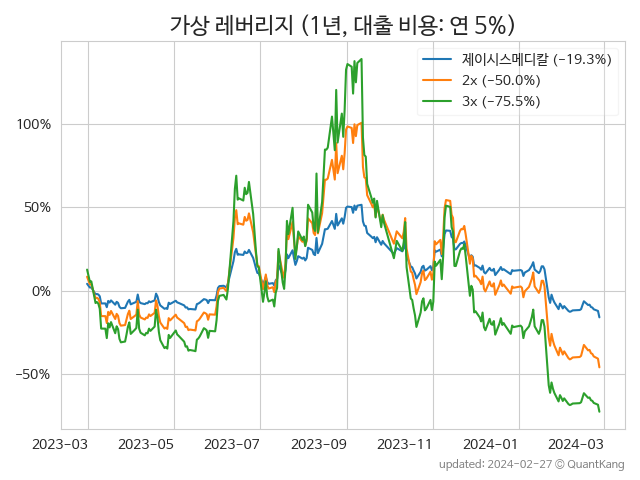 가상 레버리지 (1년, 대출 비용: 연 5%)
제이시스메디칼 (−19.3%)
2x (−50.0%)
3x (−75.5%)
100%
50%
0%
−50%
2023-03 2023-05 2023-07 2023-09 2023-11 2024-01 2024-03
updated: 2024-02-27 © QuantKang